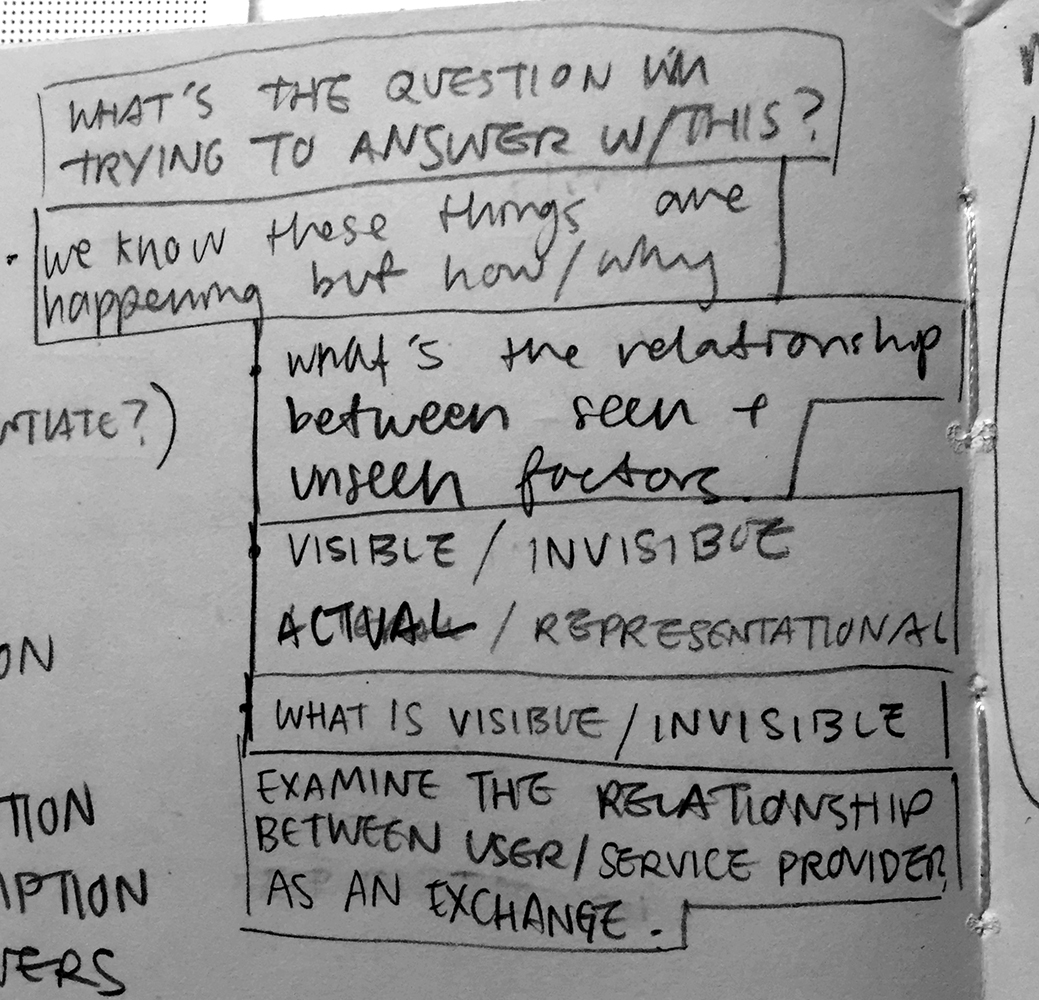 WHAT'S THE QUESTION I'M
TRYING TO ANSWER W/THIS?
we know these things are
happening but how/why
what's the relationship
between seen +
unseen factors.
VISIBLE / INVISIBLE
ACTUAL / REPRESENTATIONAL
WHAT IS VISIBLE / INVISIBLE
EXAMINE THE RELATIONSHIP
BETWEEN USER/SERVICE PROVIDER
AS AN EXCHANGE.
NTIATE?)
ON
TION
PTION
VERS